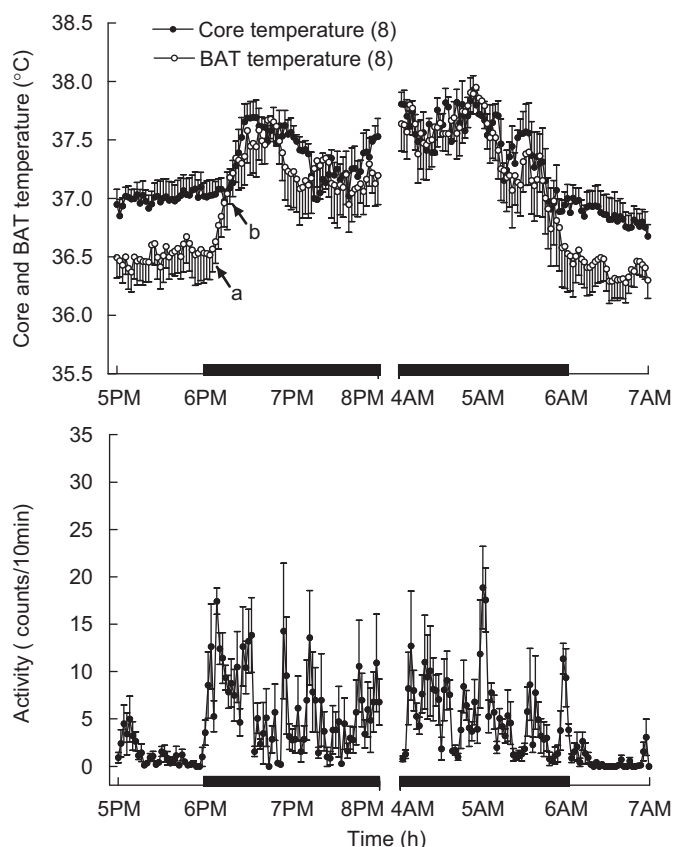 Core temperature (8)
BAT temperature (8)
Core and BAT temperature (°C)
38.5
38.0
37.5
37.0
36.5
36.0
35.5
b
a
5PM 6PM 7PM 8PM 4AM 5AM 6AM 7AM
Activity ( counts/10min)
35
30
25
20
15
10
5
0
5PM 6PM 7PM 8PM 4AM 5AM 6AM 7AM
Time (h)